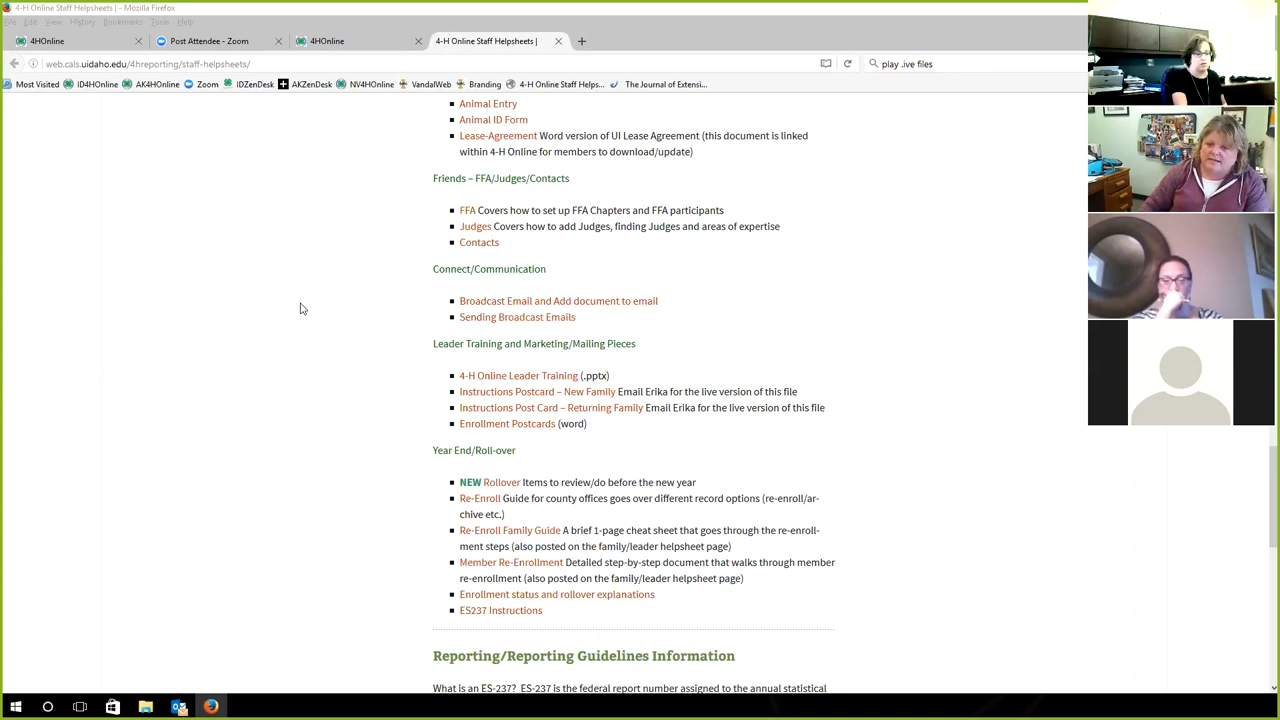 4-H Online Staff Helpsheets | - Mozilla Firefox
File Edit View History Bookmarks Tools Help
4HOnline
Post Attendee - Zoom
4HOnline
4-H Online Staff Helpsheets |
web.cals.uidaho.edu/4hreporting/staff-helpsheets/
play .ive files
Most Visited ID4HOnline AK4HOnline Zoom IDZenDesk AKZenDesk NV4HOnline VandalWeb Branding 4-H Online Staff Helps... The Journal of Extensi...
Animal Entry
Animal ID Form
Lease-Agreement Word version of UI Lease Agreement (this document is linked
within 4-H Online for members to download/update)
Friends – FFA/Judges/Contacts
FFA Covers how to set up FFA Chapters and FFA participants
Judges Covers how to add Judges, finding Judges and areas of expertise
Contacts
Connect/Communication
Broadcast Email and Add document to email
Sending Broadcast Emails
Leader Training and Marketing/Mailing Pieces
4-H Online Leader Training (.pptx)
Instructions Postcard – New Family Email Erika for the live version of this file
Instructions Post Card – Returning Family Email Erika for the live version of this file
Enrollment Postcards (word)
Year End/Roll-over
NEW Rollover Items to review/do before the new year
Re-Enroll Guide for county offices goes over different record options (re-enroll/ar-
chive etc.)
Re-Enroll Family Guide A brief 1-page cheat sheet that goes through the re-enroll-
ment steps (also posted on the family/leader helpsheet page)
Member Re-Enrollment Detailed step-by-step document that walks through member
re-enrollment (also posted on the family/leader helpsheet page)
Enrollment status and rollover explanations
ES237 Instructions
Reporting/Reporting Guidelines Information
What is an ES-237? ES-237 is the federal report number assigned to the annual statistical